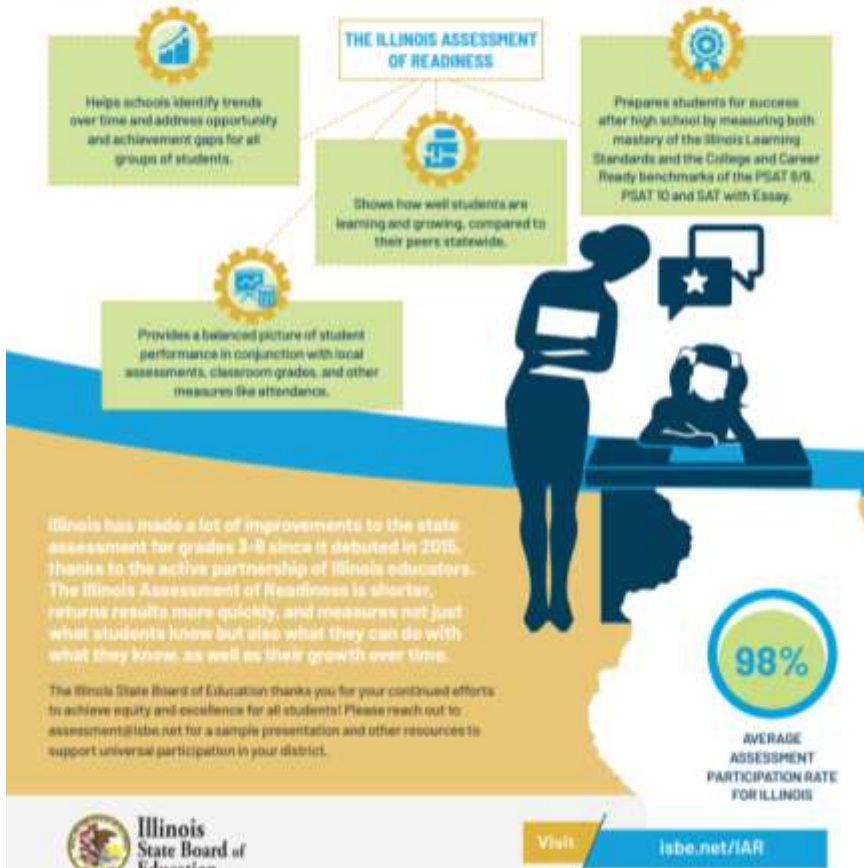 THE ILLINOIS ASSESSMENT
OF READINESS
Helps schools identify trends
over time and address opportunity
and achievement gaps for all
groups of students.
Prepares students for success
after high school by measuring both
mastery of the Illinois Learning
Standards and the College and Career
Ready benchmarks of the PSAT 8/9,
PSAT 10 and SAT with Essay.
Shows how well students are
learning and growing, compared to
their peers statewide.
Provides a balanced picture of student
performance in conjunction with local
assessments, classroom grades, and other
measures like attendance.
Illinois has made a lot of improvements to the state
assessment for grades 3-8 since it debuted in 2015,
thanks to the active partnership of Illinois educators.
The Illinois Assessment of Readiness is shorter,
returns results more quickly, and measures not just
what students know but also what they can do with
what they know, as well as their growth over time.
The Illinois State Board of Education thanks you for your continued efforts
to achieve equity and excellence for all students! Please reach out to
assessment@isbe.net for a sample presentation and other resources to
support universal participation in your district.
98%
AVERAGE
ASSESSMENT
PARTICIPATION RATE
FOR ILLINOIS
Illinois
State Board of
Education
Visit
isbe.net/IAR